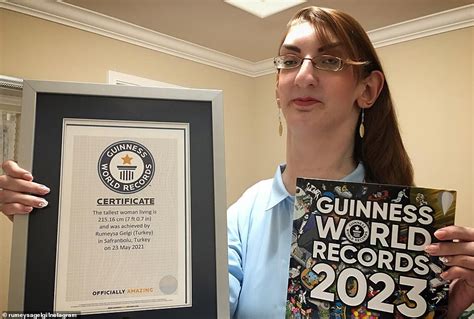 GUINNESS
WORLD RECORDS
CERTIFICATE
The tallest woman living is
215.16 cm (7 ft 0.7 in)
and was achieved by
Rumeysa Gelgi (Turkey)
in Safranbolu, Turkey
on 23 May 2021
OFFICIALLY AMAZING
GUINNESS
WORLD
RECORDS
2023
© rumeysagelgi/Instagram